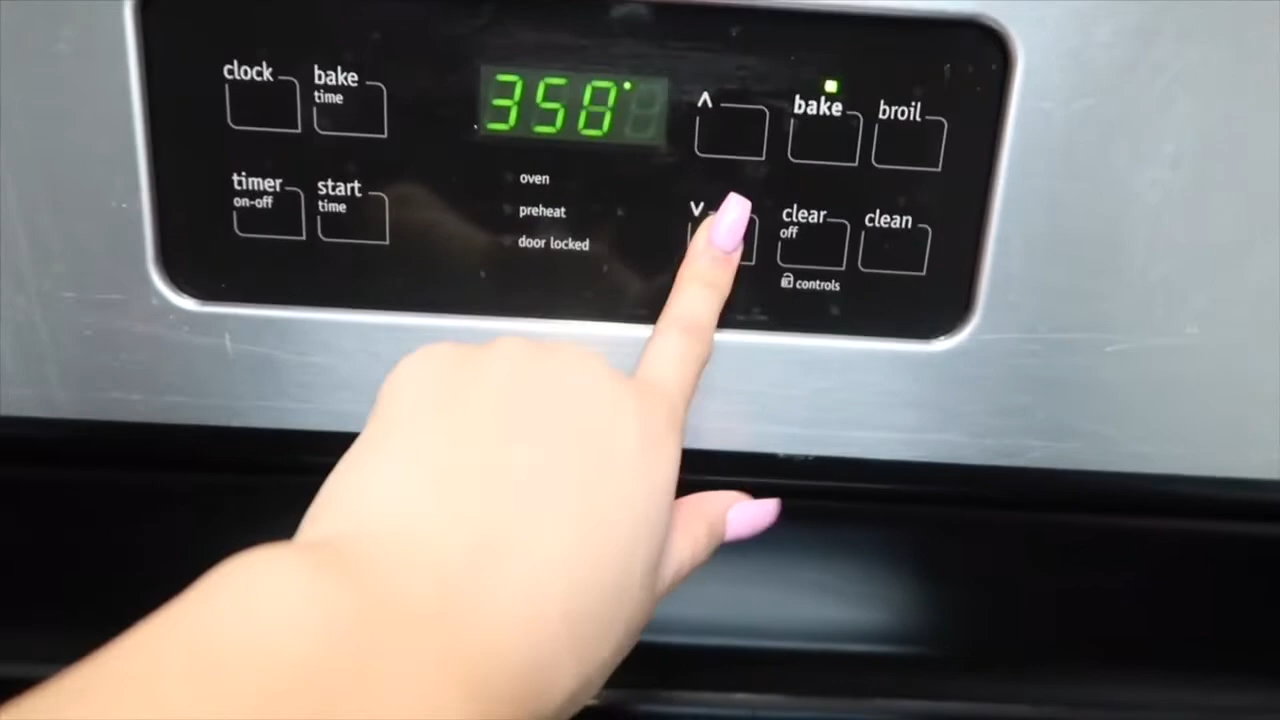 clock
bake
time
350°
^
bake
broil
timer
on-off
start
time
oven
preheat
door locked
v
clear
off
clean
controls